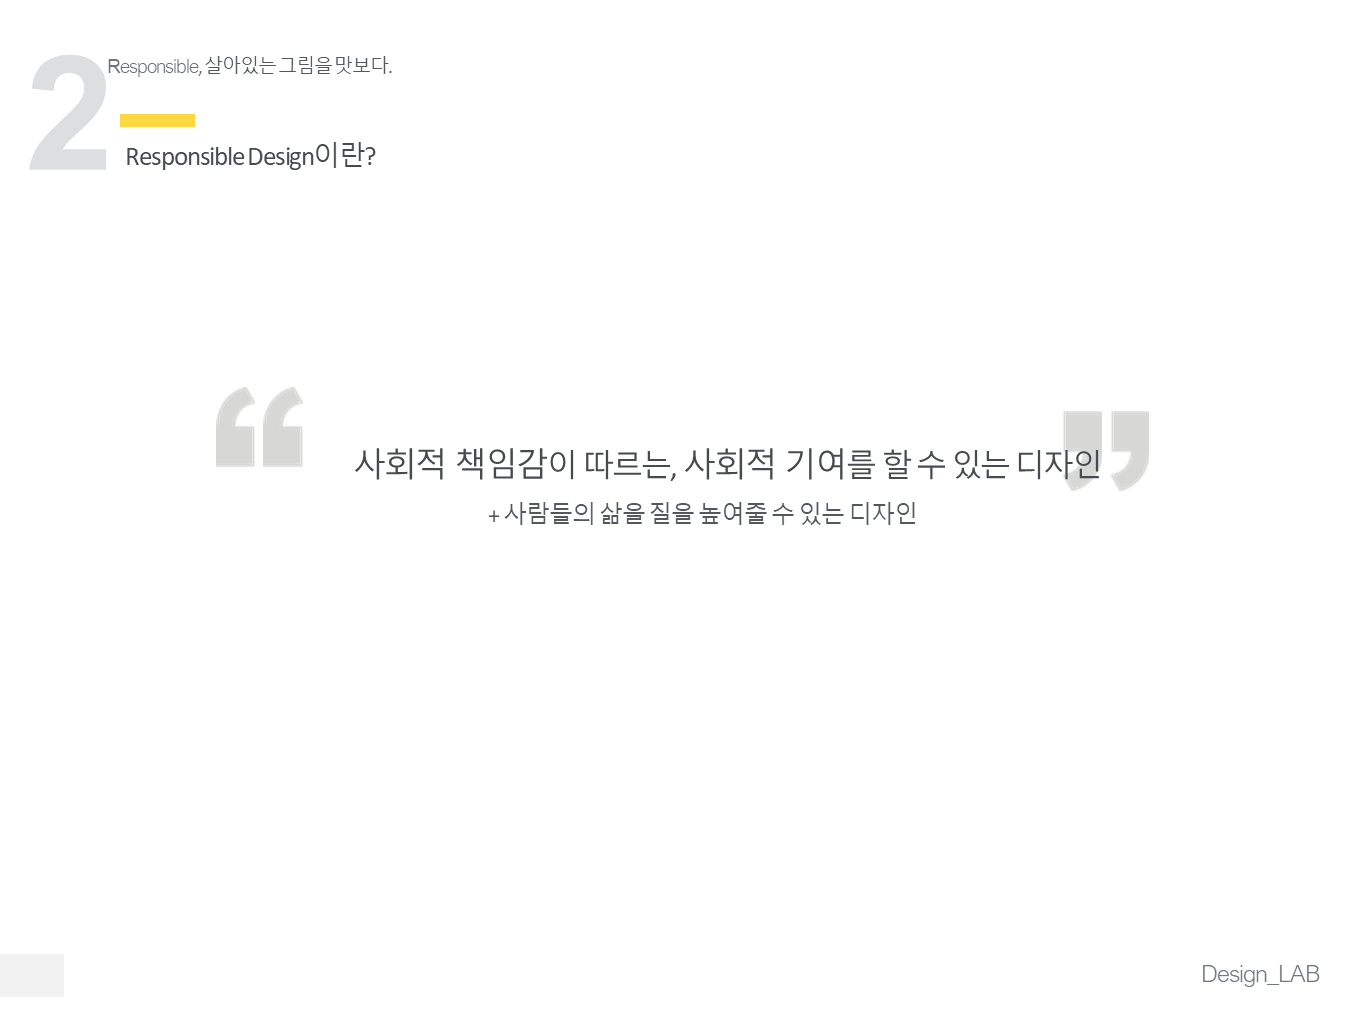 2
Responsible, 살아있는 그림을 맛보다.
Responsible Design이란?
“
사회적 책임감이 따르는, 사회적 기여를 할 수 있는 디자인
”
+ 사람들의 삶을 질을 높여줄 수 있는 디자인
Design_LAB